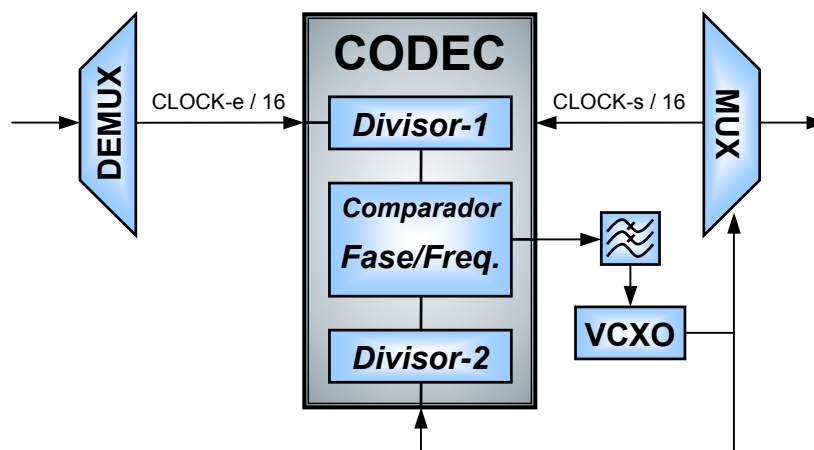 CODEC
DEMUX
CLOCK-e / 16
Divisor-1
CLOCK-s / 16
MUX
Comparador
Fase/Freq.
VCXO
Divisor-2